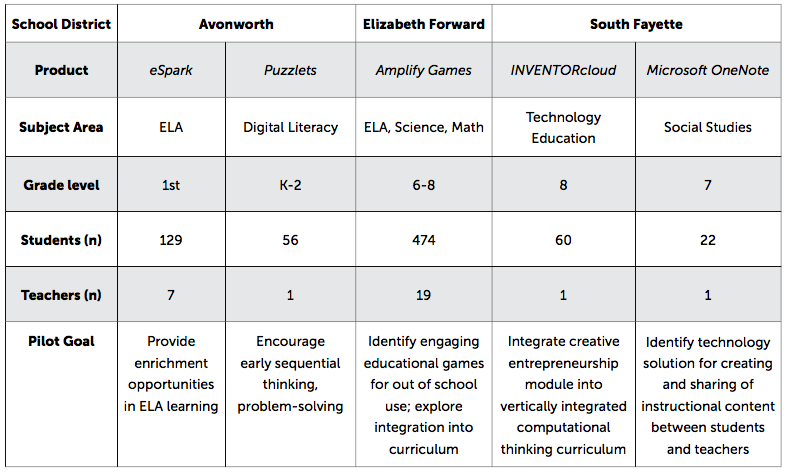 School District Avonworth Elizabeth Forward South Fayette
Product eSpark Puzzlets Amplify Games INVENTORcloud Microsoft OneNote
Subject Area ELA Digital Literacy ELA, Science, Math Technology Education Social Studies
Grade level 1st K-2 6-8 8 7
Students (n) 129 56 474 60 22
Teachers (n) 7 1 19 1 1
Pilot Goal
Provide
enrichment
opportunities
in ELA learning
Encourage
early sequential
thinking,
problem-solving
Identify engaging
educational games
for out of school
use; explore
integration into
curriculum
Integrate creative
entrepreneurship
module into
vertically integrated
computational
thinking curriculum
Identify technology
solution for creating
and sharing of
instructional content
between students
and teachers